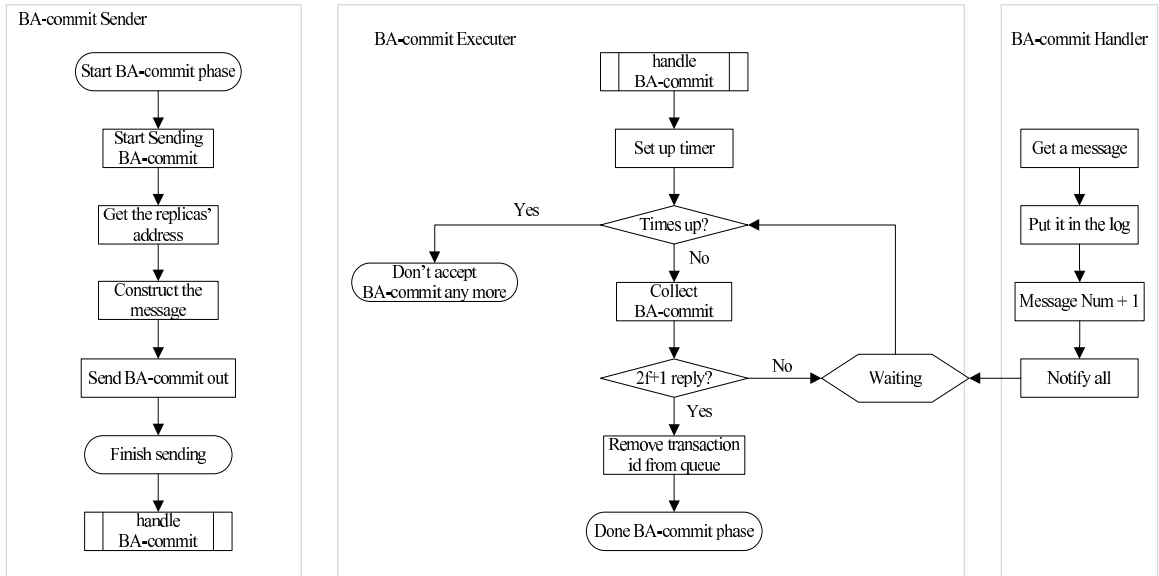 BA-commit Sender
Start BA-commit phase
Start Sending
BA-commit
Get the replicas’
address
Construct the
message
Send BA-commit out
Finish sending
handle
BA-commit
BA-commit Executer
handle
BA-commit
Set up timer
Times up?
Yes
No
Don’t accept
BA-commit any more
Collect
BA-commit
2f+1 reply?
No
Waiting
Yes
Remove transaction
id from queue
Done BA-commit phase
BA-commit Handler
Get a message
Put it in the log
Message Num + 1
Notify all